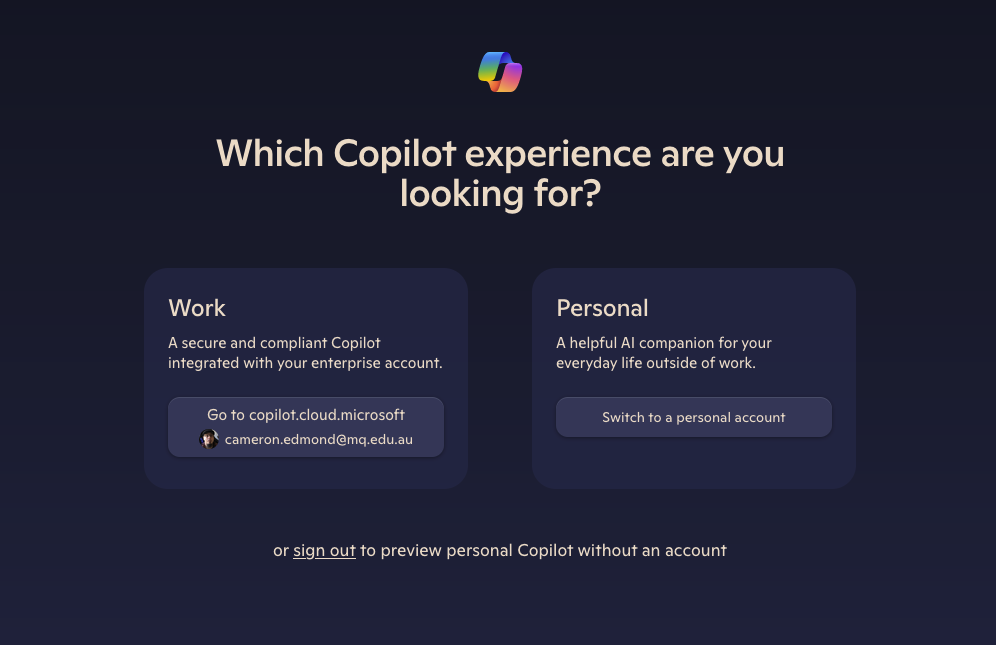 Which Copilot experience are you
looking for?
Work
A secure and compliant Copilot
integrated with your enterprise account.
Go to copilot.cloud.microsoft
cameron.edmond@mq.edu.au
Personal
A helpful AI companion for your
everyday life outside of work.
Switch to a personal account
or sign out to preview personal Copilot without an account